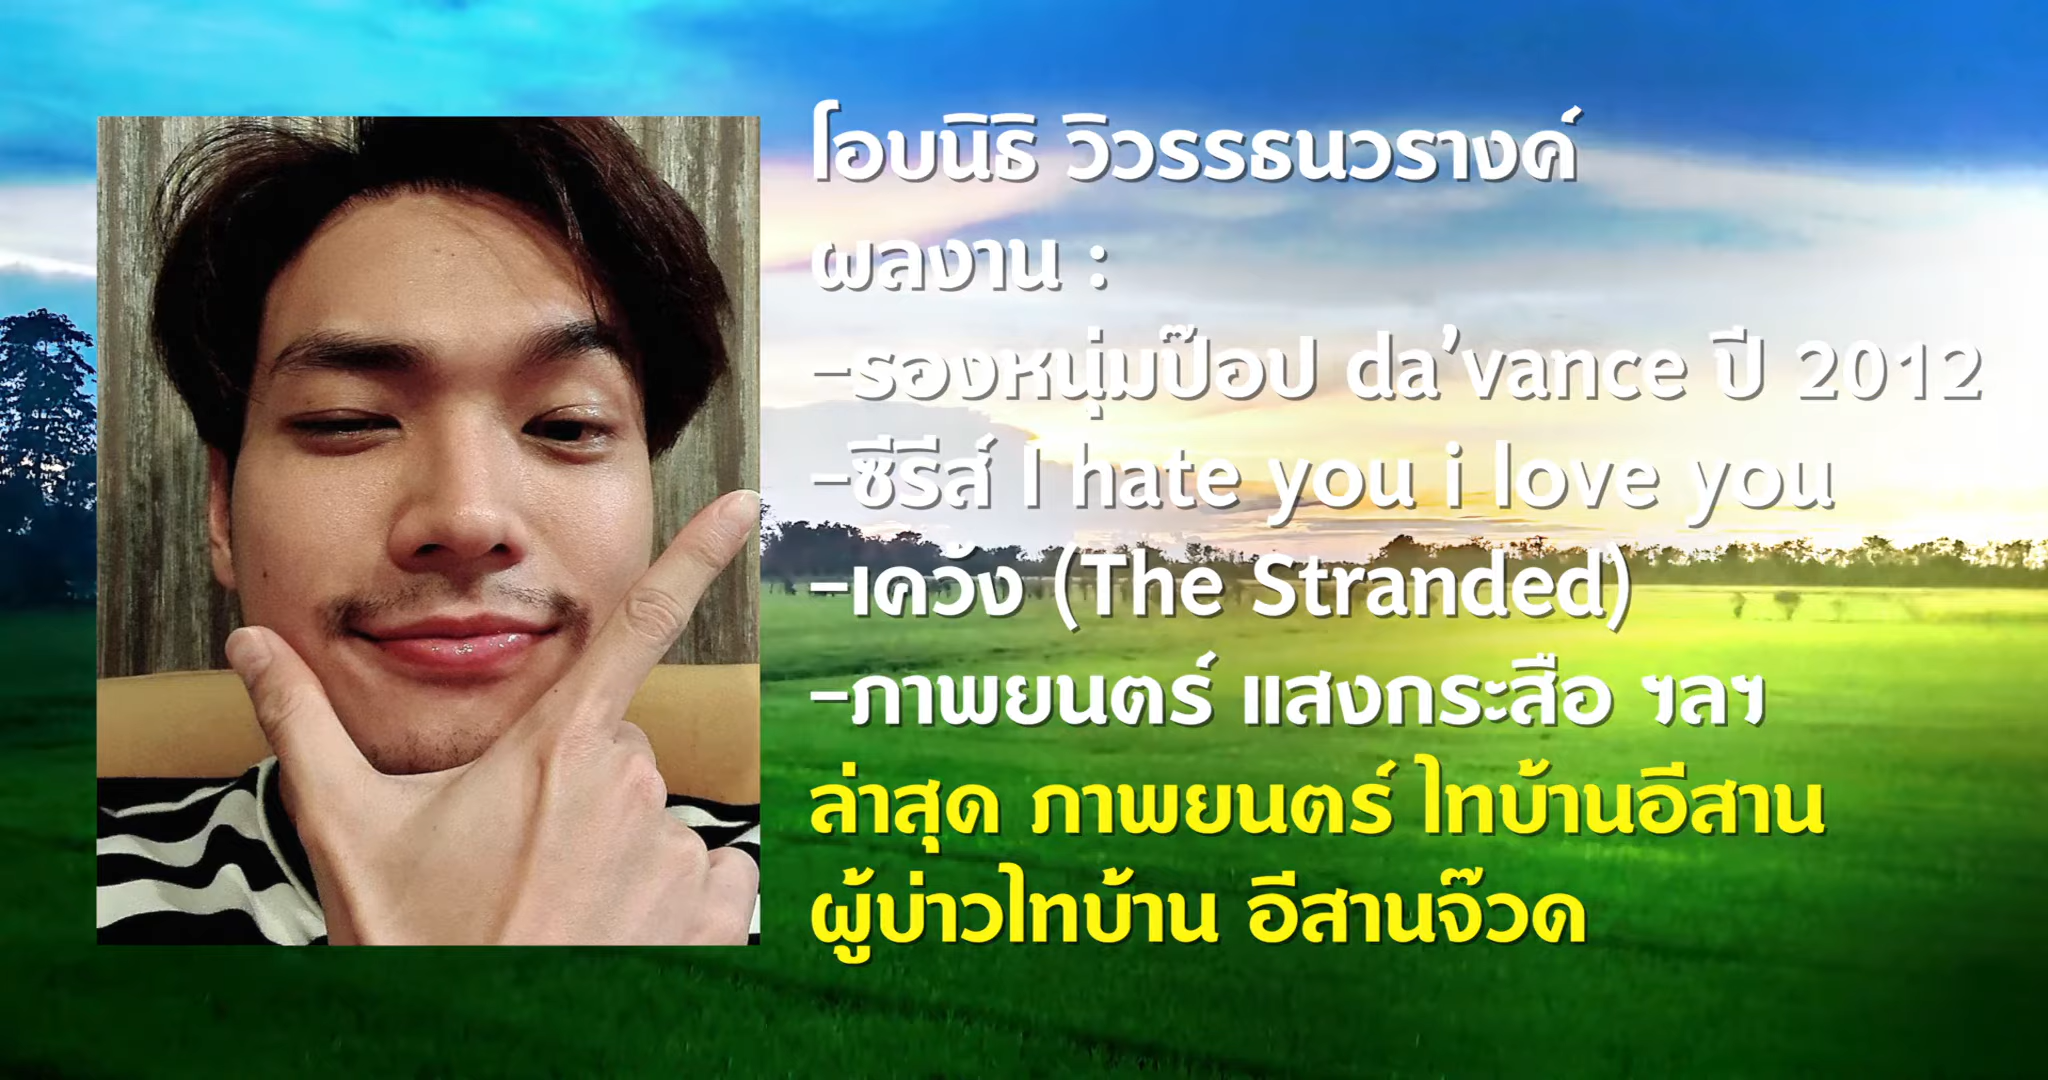 โอบนิธิ วิวรรธนวรางค์
ผลงาน :
-รองหนุ่มป๊อป da'vance ปี 2012
-ซีรีส์ I hate you i love you
-เคว้ง (The Stranded)
-ภาพยนตร์ แสงกระสือ ฯลฯ
ล่าสุด ภาพยนตร์ ไทบ้านอีสาน
ผู้บ่าวไทบ้าน อีสานจ๊วด